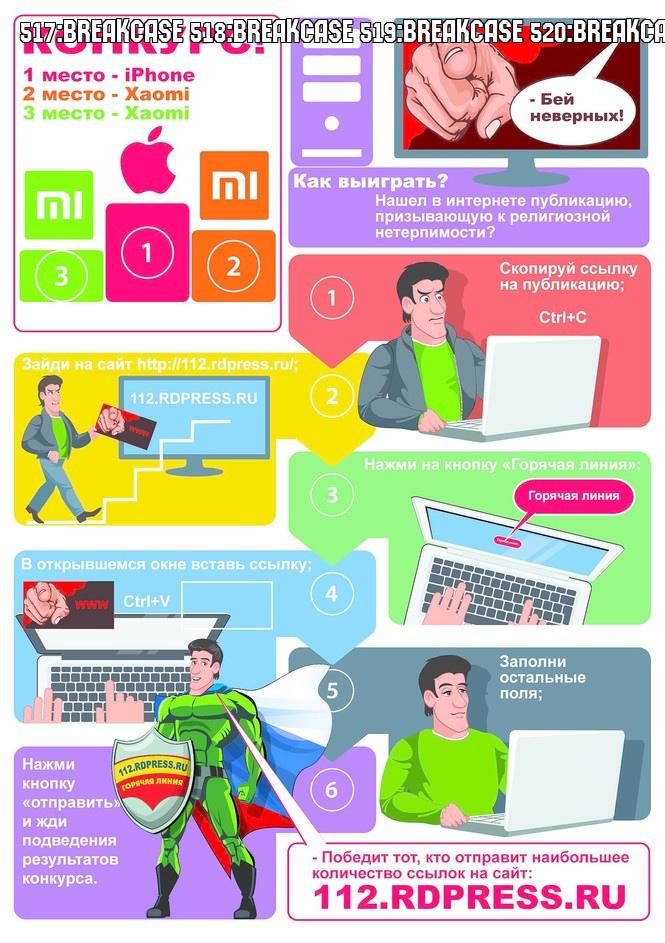 517:BREAKCASE 518:BREAKCASE 519:BREAKCASE 520:BREAKCA
КОНКУРС!
1 место - iPhone
2 место - Xaomi
3 место - Xaomi
mi
mi
1
2
3
- Бей
неверных!
Как выиграть?
Нашел в интернете публикацию,
призывающую к религиозной
нетерпимости?
1
Скопируй ссылку
на публикацию;
Ctrl+C
Зайди на сайт http://112.rdpress.ru/;
2
112.RDPRESS.RU
www
Нажми на кнопку «Горячая линия»;
3
Горячая линия
В открывшемся окне вставь ссылку;
4
www
Ctrl+V
5
Заполни
остальные
поля;
Нажми
кнопку
«отправить»
и жди
подведения
результатов
конкурса.
112.RDPRESS.RU
ГОРЯЧАЯ ЛИНИЯ
6
- Победит тот, кто отправит наибольшее
количество ссылок на сайт:
112.RDPRESS.RU